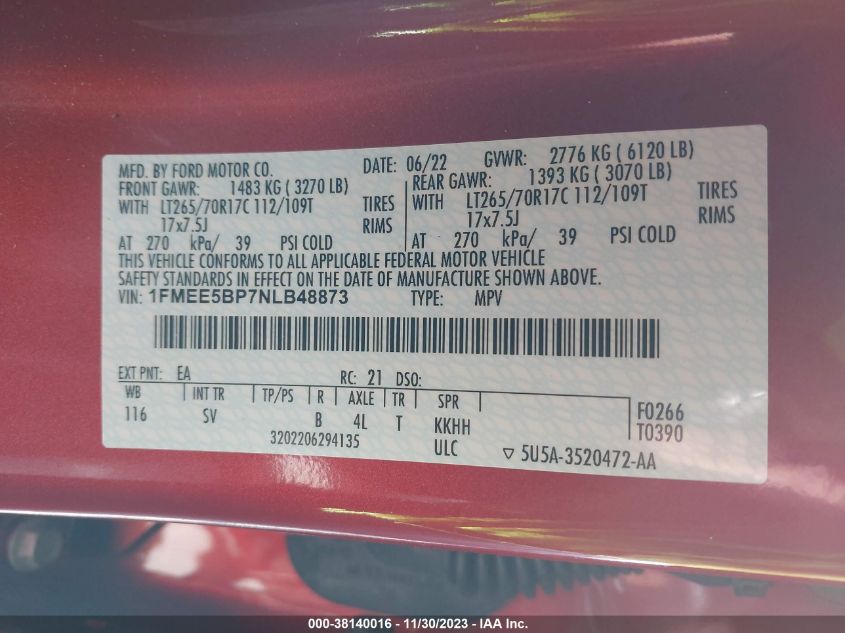 MFD. BY FORD MOTOR CO. DATE: 06/22 GVWR: 2776 KG ( 6120 LB)
FRONT GAWR: 1483 KG ( 3270 LB) REAR GAWR: 1393 KG ( 3070 LB)
WITH LT265/70R17C 112/109T TIRES WITH LT265/70R17C 112/109T TIRES
17x7.5J RIMS 17x7.5J RIMS
AT 270 kPa/ 39 PSI COLD AT 270 kPa/ 39 PSI COLD
THIS VEHICLE CONFORMS TO ALL APPLICABLE FEDERAL MOTOR VEHICLE
SAFETY STANDARDS IN EFFECT ON THE DATE OF MANUFACTURE SHOWN ABOVE.
VIN: 1FMEE5BP7NLB48873 TYPE: MPV
EXT PNT: EA RC: 21 DSO:
WB INT TR TP/PS R AXLE TR SPR
116 SV B 4L T KKHH F0266
3202206294135 ULC T0390
▽ 5U5A-3520472-AA
000-38140016 - 11/30/2023 - IAA Holdings, LLC.